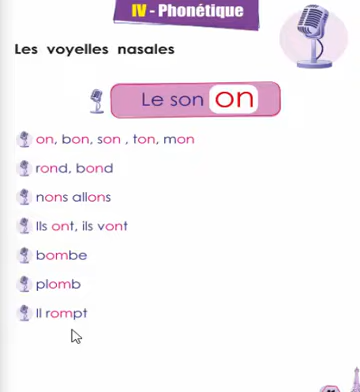 IV - Phonétique
Les voyelles nasales
Le son on
on, bon, son , ton, mon
rond, bond
nons allons
Ils ont, ils vont
bombe
plomb
Il rompt